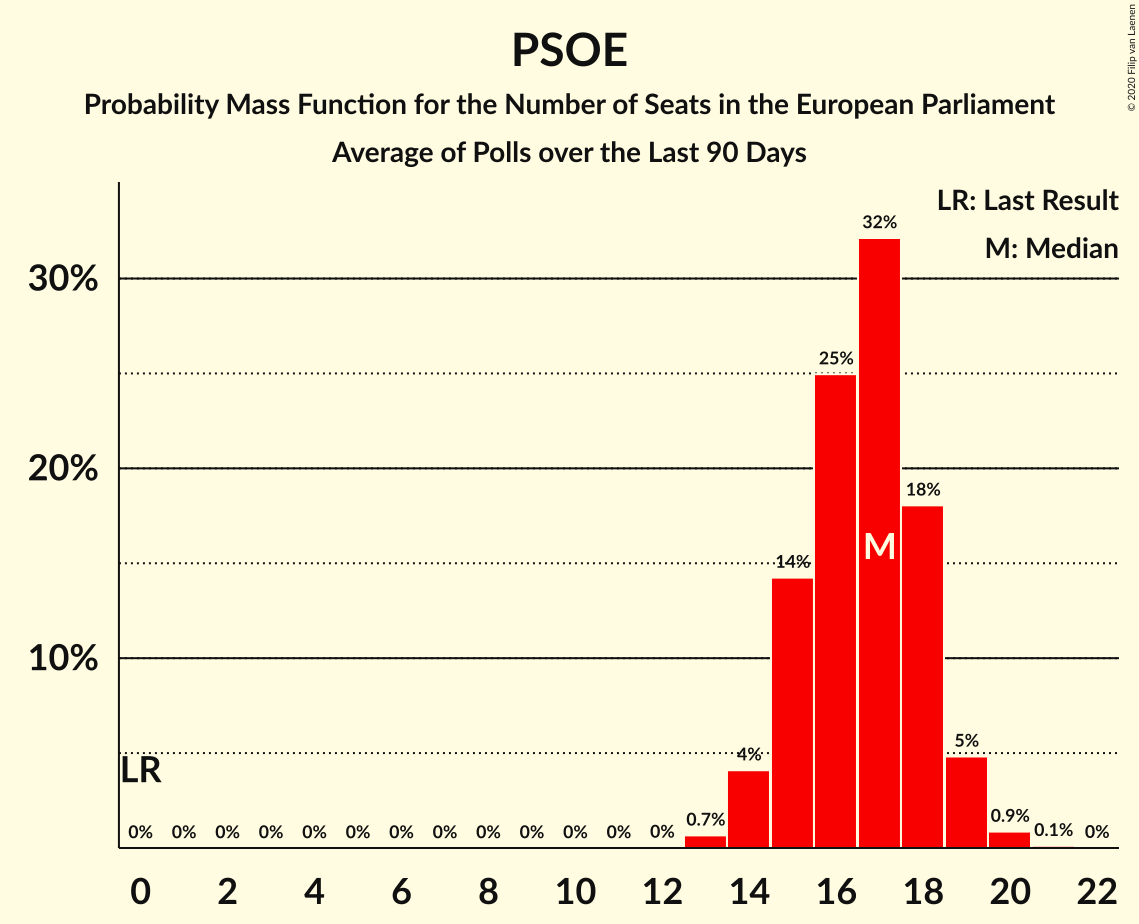 PSOE
Probability Mass Function for the Number of Seats in the European Parliament
Average of Polls over the Last 90 Days
© 2020 Filip van Laenen
LR: Last Result
M: Median
32%
30%
25%
20%
18%
M
14%
10%
5%
4%
LR
0% 0% 0% 0% 0% 0% 0% 0% 0% 0% 0% 0% 0% 0.7% 0.9% 0.1% 0%
0 2 4 6 8 10 12 14 16 18 20 22